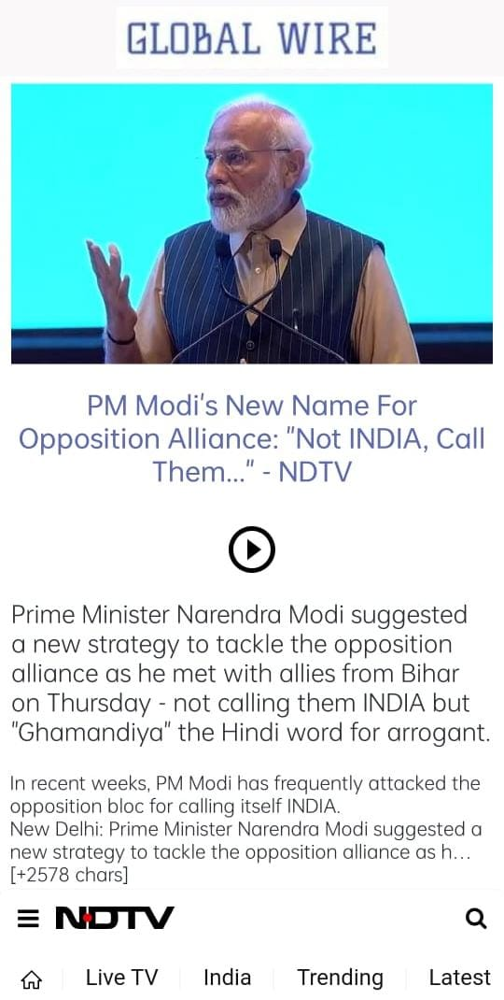 GLOBAL WIRE
PM Modi's New Name For
Opposition Alliance: "Not INDIA, Call
Them..." - NDTV
Prime Minister Narendra Modi suggested
a new strategy to tackle the opposition
alliance as he met with allies from Bihar
on Thursday - not calling them INDIA but
"Ghamandiya" the Hindi word for arrogant.
In recent weeks, PM Modi has frequently attacked the
opposition bloc for calling itself INDIA.
New Delhi: Prime Minister Narendra Modi suggested a
new strategy to tackle the opposition alliance as h…
[+2578 chars]
NDTV
Live TV India Trending Latest